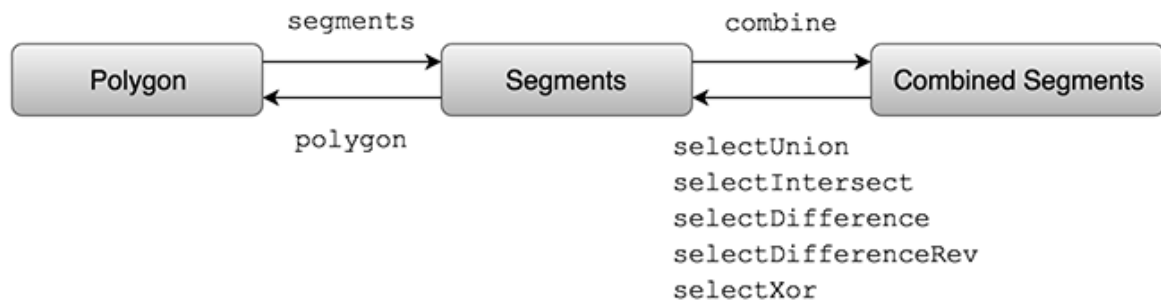 segments
combine
Polygon
Segments
Combined Segments
polygon
selectUnion
selectIntersect
selectDifference
selectDifferenceRev
selectXor